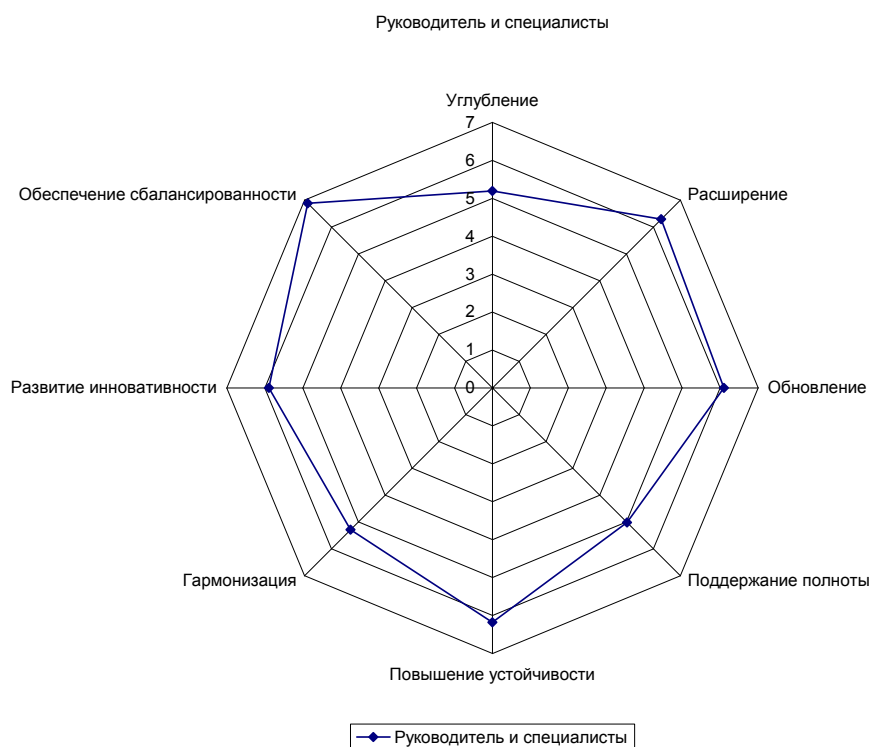 Руководитель и специалисты
Углубление
7
6
5
4
3
2
1
0
Расширение
Обновление
Поддержание полноты
Повышение устойчивости
Гармонизация
Развитие инновативности
Обеспечение сбалансированности
Руководитель и специалисты